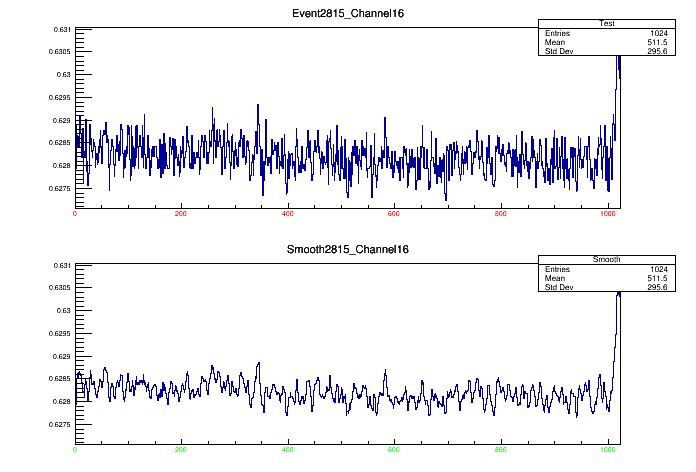 Event2815_Channel16
Test
Entries 1024
Mean 511.5
Std Dev 295.6
0.631
0.6305
0.63
0.6295
0.629
0.6285
0.628
0.6275
0 200 400 600 800 1000
Smooth2815_Channel16
Smooth
Entries 1024
Mean 511.5
Std Dev 295.6
0.631
0.6305
0.63
0.6295
0.629
0.6285
0.628
0.6275
0 200 400 600 800 1000